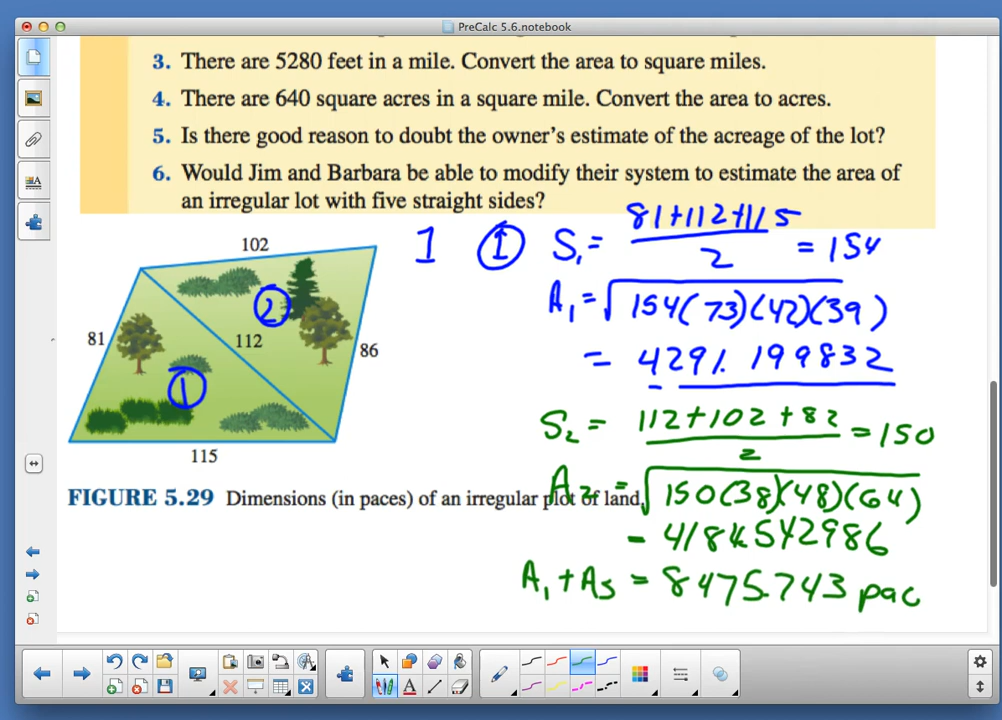 PreCalc 5.6.notebook
3. There are 5280 feet in a mile. Convert the area to square miles.
4. There are 640 square acres in a square mile. Convert the area to acres.
5. Is there good reason to doubt the owner's estimate of the acreage of the lot?
6. Would Jim and Barbara be able to modify their system to estimate the area of
an irregular lot with five straight sides?
102
81
112
86
115
1
2
FIGURE 5.29 Dimensions (in paces) of an irregular plot of land.
1 ① S₁ = (81+112+115)/2 = 154
A₁ = √154(73)(42)(39)
= 4291.199832
S₂ = (112+102+82)/2 = 150
A₂ = √150(38)(48)(64)
= 4184.542986
A₁ + A₅ = 8475.743 pac